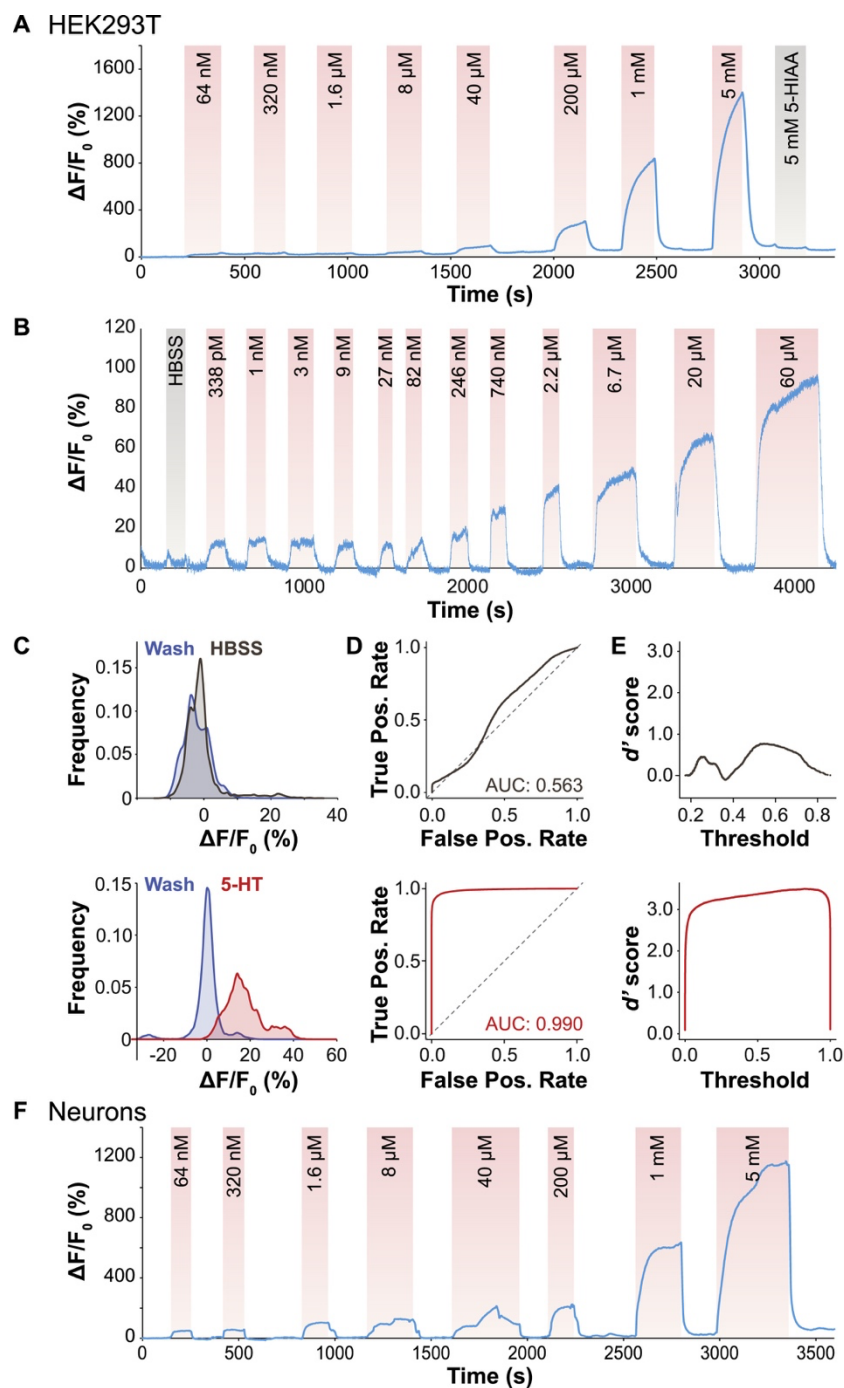 A HEK293T
ΔF/F₀ (%)
1600
1200
800
400
0
64 nM
320 nM
1.6 µM
8 µM
40 µM
200 µM
1 mM
5 mM
5 mM 5-HIAA
0 500 1000 1500 2000 2500 3000
Time (s)
B
ΔF/F₀ (%)
120
100
80
60
40
20
0
HBSS
338 pM
1 nM
3 nM
9 nM
27 nM
82 nM
246 nM
740 nM
2.2 µM
6.7 µM
20 µM
60 µM
0 1000 2000 3000 4000
Time (s)
C
Wash HBSS
Frequency
0.15
0.10
0.05
0
0 20 40
ΔF/F₀ (%)
D
True Pos. Rate
1.0
0.5
0.0
AUC: 0.563
0.0 0.5 1.0
False Pos. Rate
E
d′ score
3.0
2.0
1.0
0.0
0.2 0.4 0.6 0.8
Threshold
Wash 5-HT
Frequency
0.15
0.10
0.05
0
-20 0 20 40 60
ΔF/F₀ (%)
True Pos. Rate
1.0
0.5
0.0
AUC: 0.990
0.0 0.5 1.0
False Pos. Rate
d′ score
3.0
2.0
1.0
0.0
0.0 0.5 1.0
Threshold
F Neurons
ΔF/F₀ (%)
1200
800
400
0
64 nM
320 nM
1.6 µM
8 µM
40 µM
200 µM
1 mM
5 mM
0 500 1000 1500 2000 2500 3000 3500
Time (s)